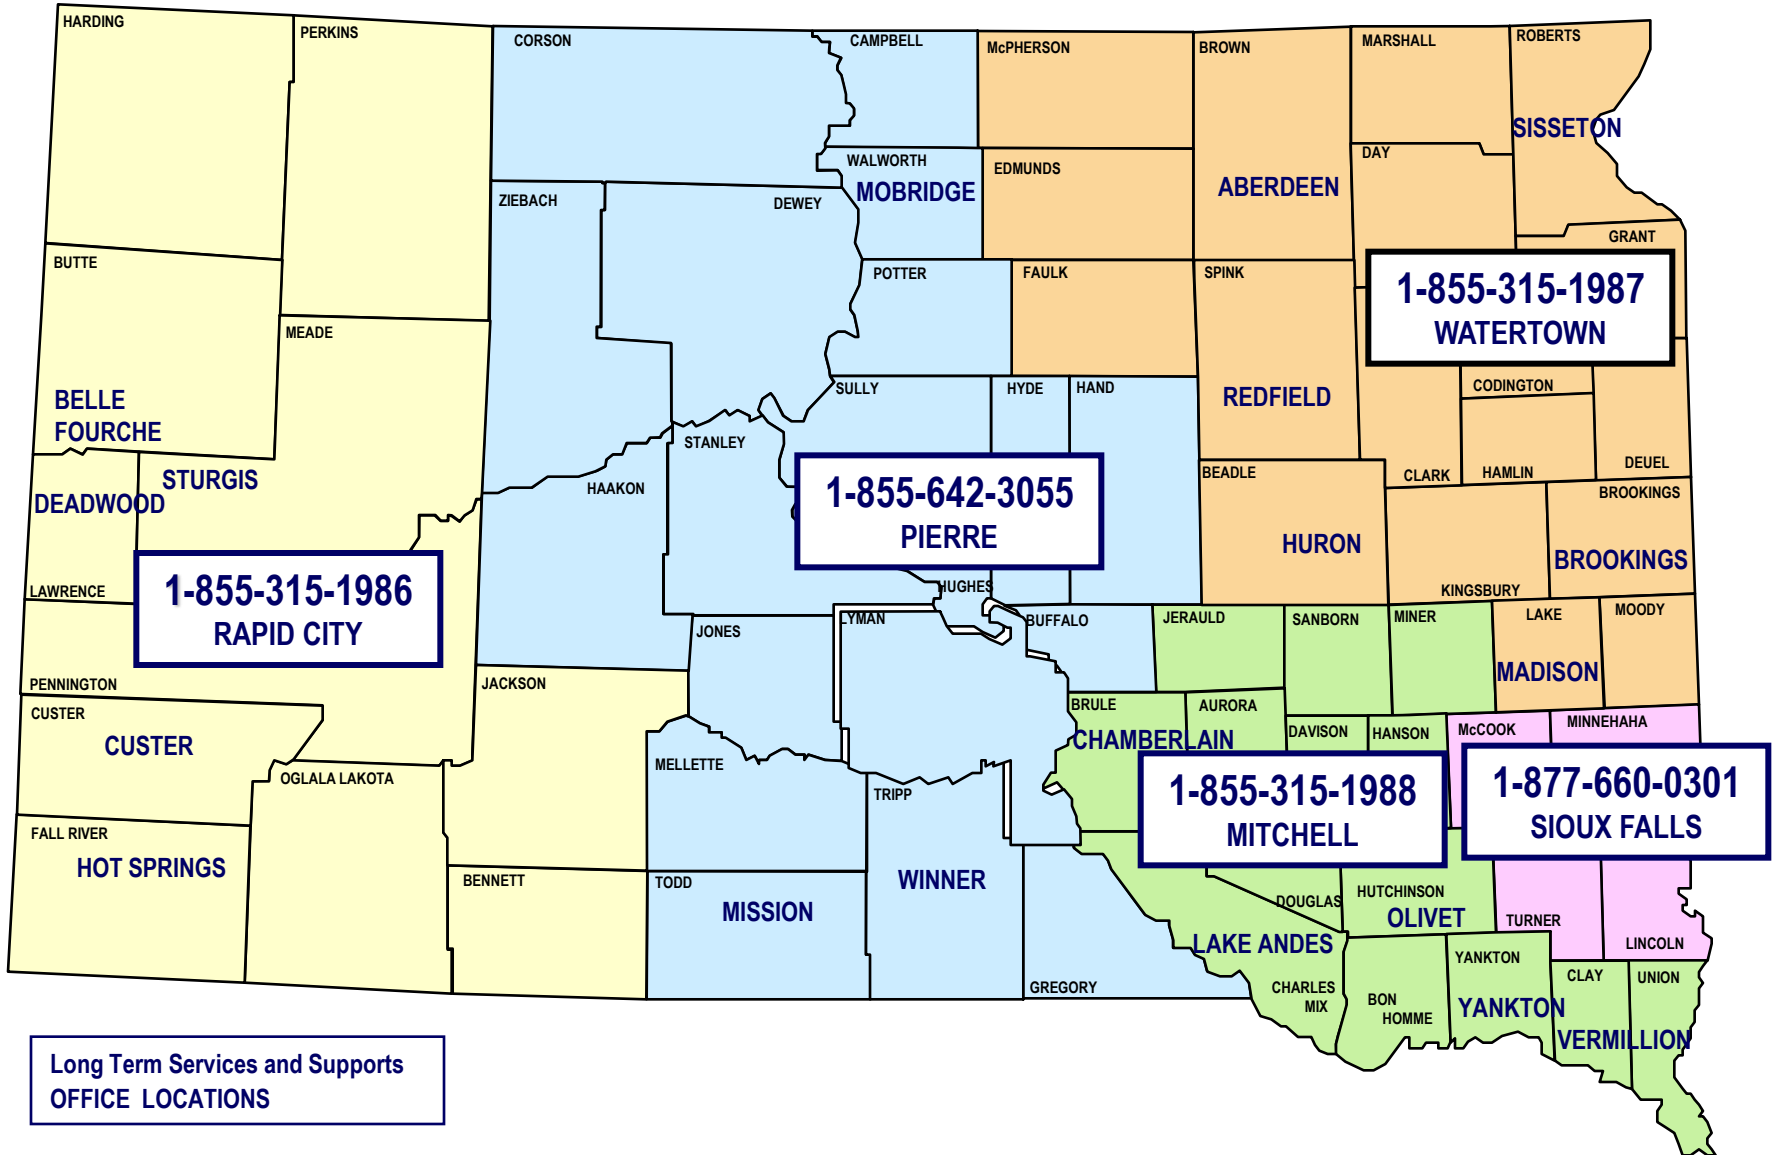 HARDING
PERKINS
CORSON
CAMPBELL
McPHERSON
BROWN
MARSHALL
ROBERTS
SISSETON
WALWORTH
MOBRIDGE
EDMUNDS
ABERDEEN
DAY
ZIEBACH
DEWEY
GRANT
BUTTE
POTTER
FAULK
SPINK
1-855-315-1987
WATERTOWN
MEADE
BELLE
FOURCHE
SULLY
HYDE
HAND
REDFIELD
CODINGTON
STANLEY
STURGIS
DEADWOOD
HAAKON
1-855-642-3055
PIERRE
BEADLE
CLARK
HAMLIN
DEUEL
BROOKINGS
HURON
BROOKINGS
LAWRENCE
1-855-315-1986
RAPID CITY
HUGHES
KINGSBURY
JONES
LYMAN
BUFFALO
JERAULD
SANBORN
MINER
LAKE
MOODY
MADISON
PENNINGTON
JACKSON
CUSTER
CUSTER
BRULE
AURORA
CHAMBERLAIN
DAVISON
HANSON
McCOOK
MINNEHAHA
OGLALA LAKOTA
MELLETTE
TRIPP
1-855-315-1988
MITCHELL
1-877-660-0301
SIOUX FALLS
FALL RIVER
HOT SPRINGS
BENNETT
TODD
MISSION
WINNER
DOUGLAS
HUTCHINSON
OLIVET
TURNER
LAKE ANDES
LINCOLN
GREGORY
CHARLES
MIX
BON
HOMME
YANKTON
YANKTON
CLAY
UNION
VERMILLION
Long Term Services and Supports
OFFICE LOCATIONS